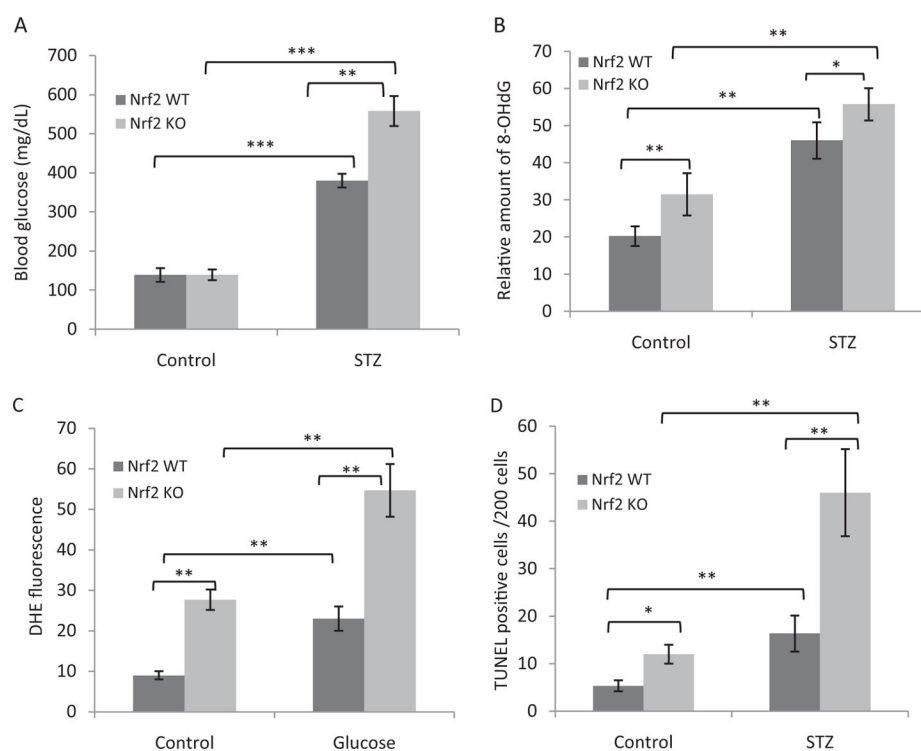 A
Blood glucose (mg/dL)
700
600
500
400
300
200
100
0
Nrf2 WT
Nrf2 KO
***
**
***
Control
STZ
B
Relative amount of 8-OHdG
70
60
50
40
30
20
10
0
Nrf2 WT
Nrf2 KO
**
*
**
**
Control
STZ
C
DHE fluorescence
70
60
50
40
30
20
10
0
Nrf2 WT
Nrf2 KO
**
**
**
**
Control
Glucose
D
TUNEL positive cells /200 cells
60
50
40
30
20
10
0
Nrf2 WT
Nrf2 KO
**
**
**
*
Control
STZ